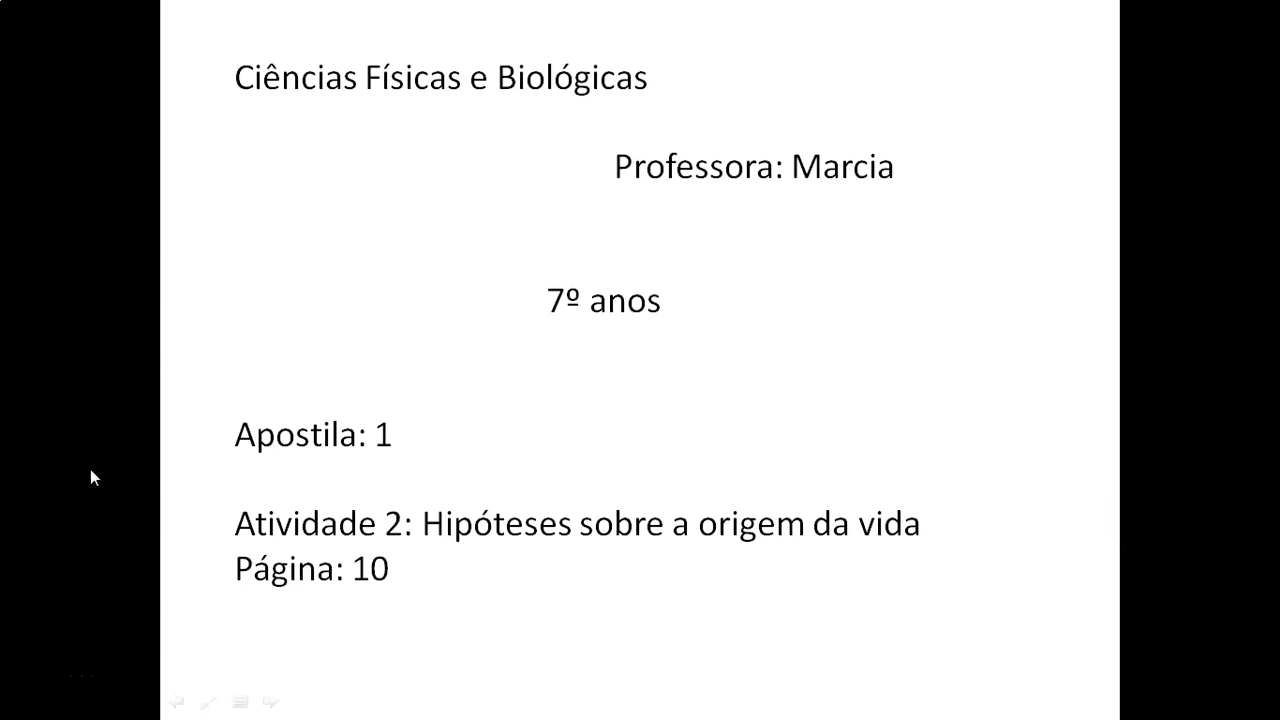 Ciências Físicas e Biológicas
Professora: Marcia
7º anos
Apostila: 1
Atividade 2: Hipóteses sobre a origem da vida
Página: 10